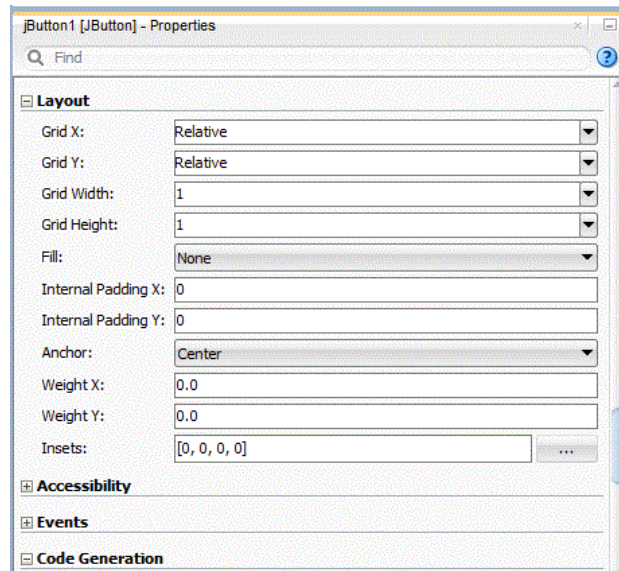 jButton1 [JButton] - Properties
Find
Layout
Grid X: Relative
Grid Y: Relative
Grid Width: 1
Grid Height: 1
Fill: None
Internal Padding X: 0
Internal Padding Y: 0
Anchor: Center
Weight X: 0.0
Weight Y: 0.0
Insets: [0, 0, 0, 0] ...
Accessibility
Events
Code Generation